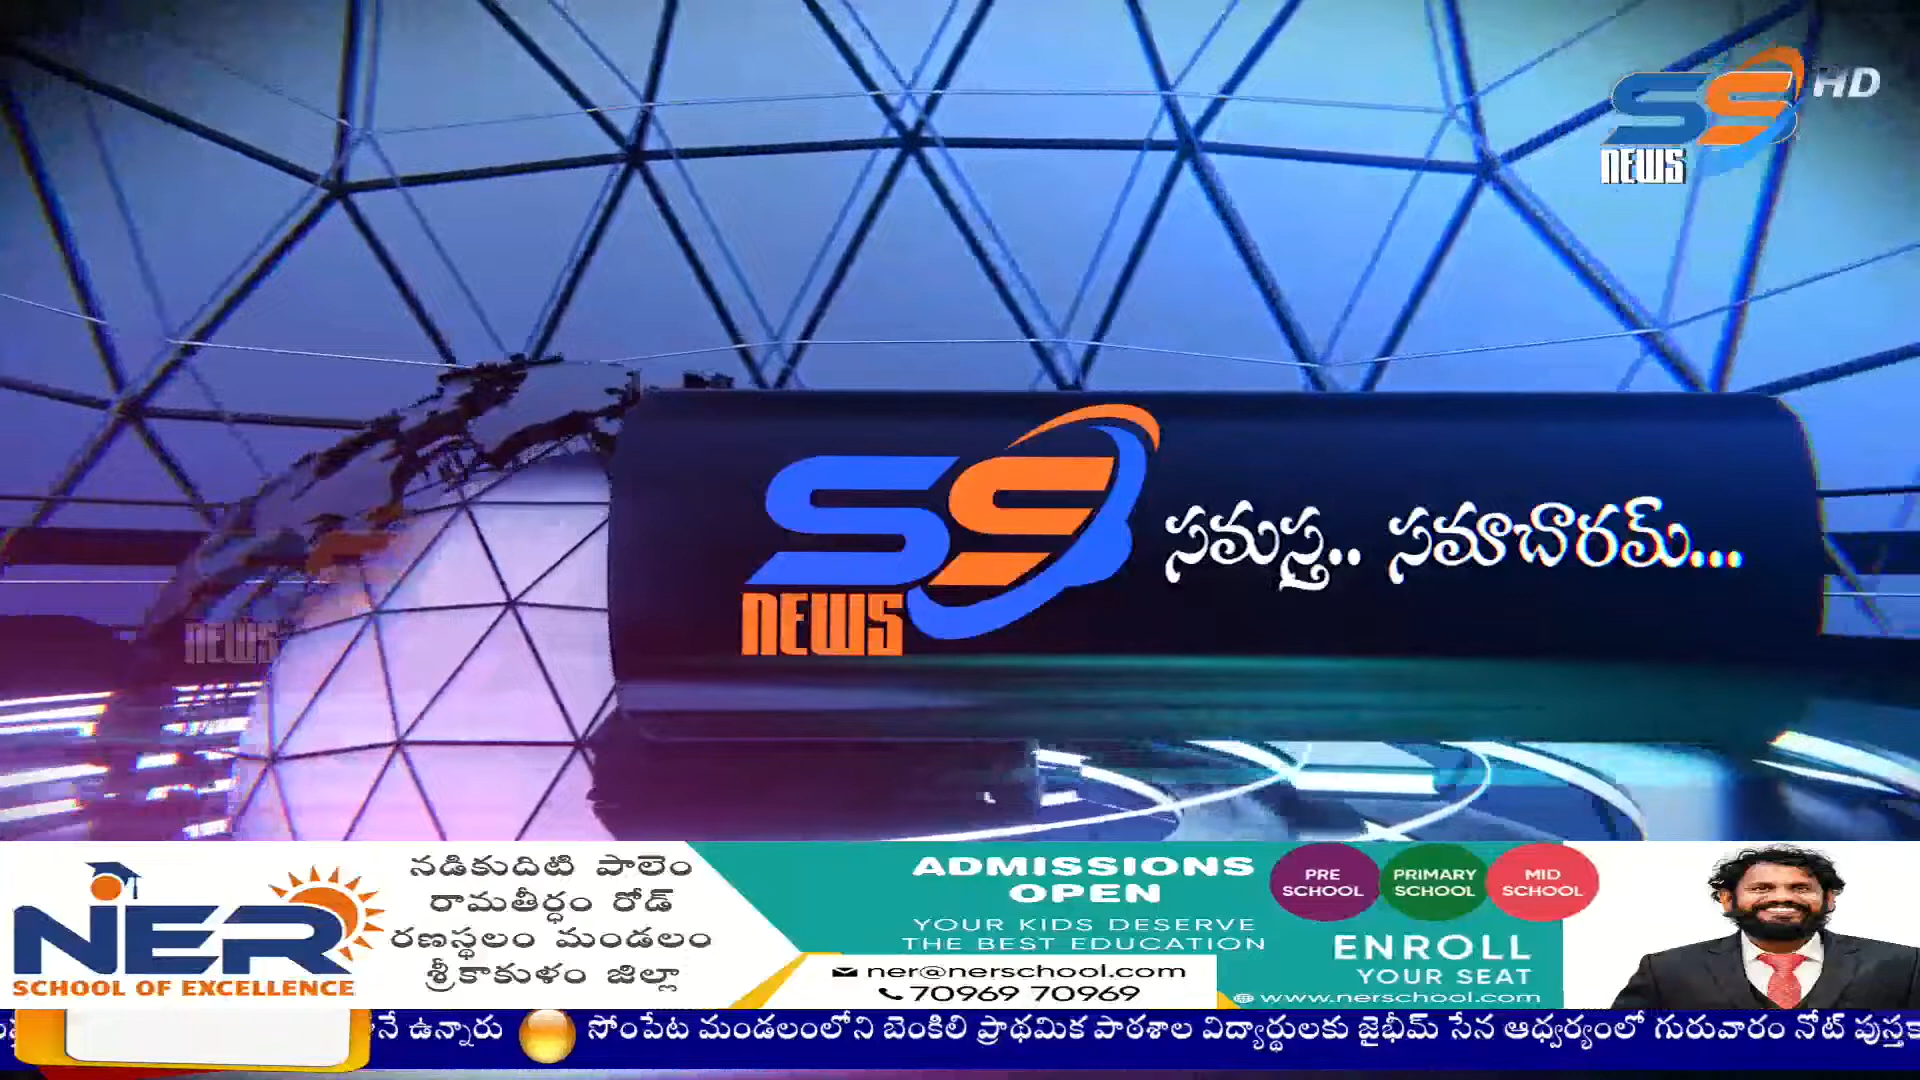 S9 HD
NEWS
S9
NEWS
సమస్త.. సమాచారమ్...
NEWS
NER
SCHOOL OF EXCELLENCE
నడికుదిటి పాలెం
రామతీర్ధం రోడ్
రణస్థలం మండలం
శ్రీకాకుళం జిల్లా
ADMISSIONS
OPEN
YOUR KIDS DESERVE
THE BEST EDUCATION
ner@nerschool.com
70969 70969
PRE
SCHOOL
PRIMARY
SCHOOL
MID
SCHOOL
ENROLL
YOUR SEAT
www.nerschool.com
ఉన్నారు సోంపేట మండలంలోని బెంకిలి ప్రాథమిక పాఠశాల విద్యార్థులకు జైభీమ్ సేన ఆధ్వర్యంలో గురువారం నోట్